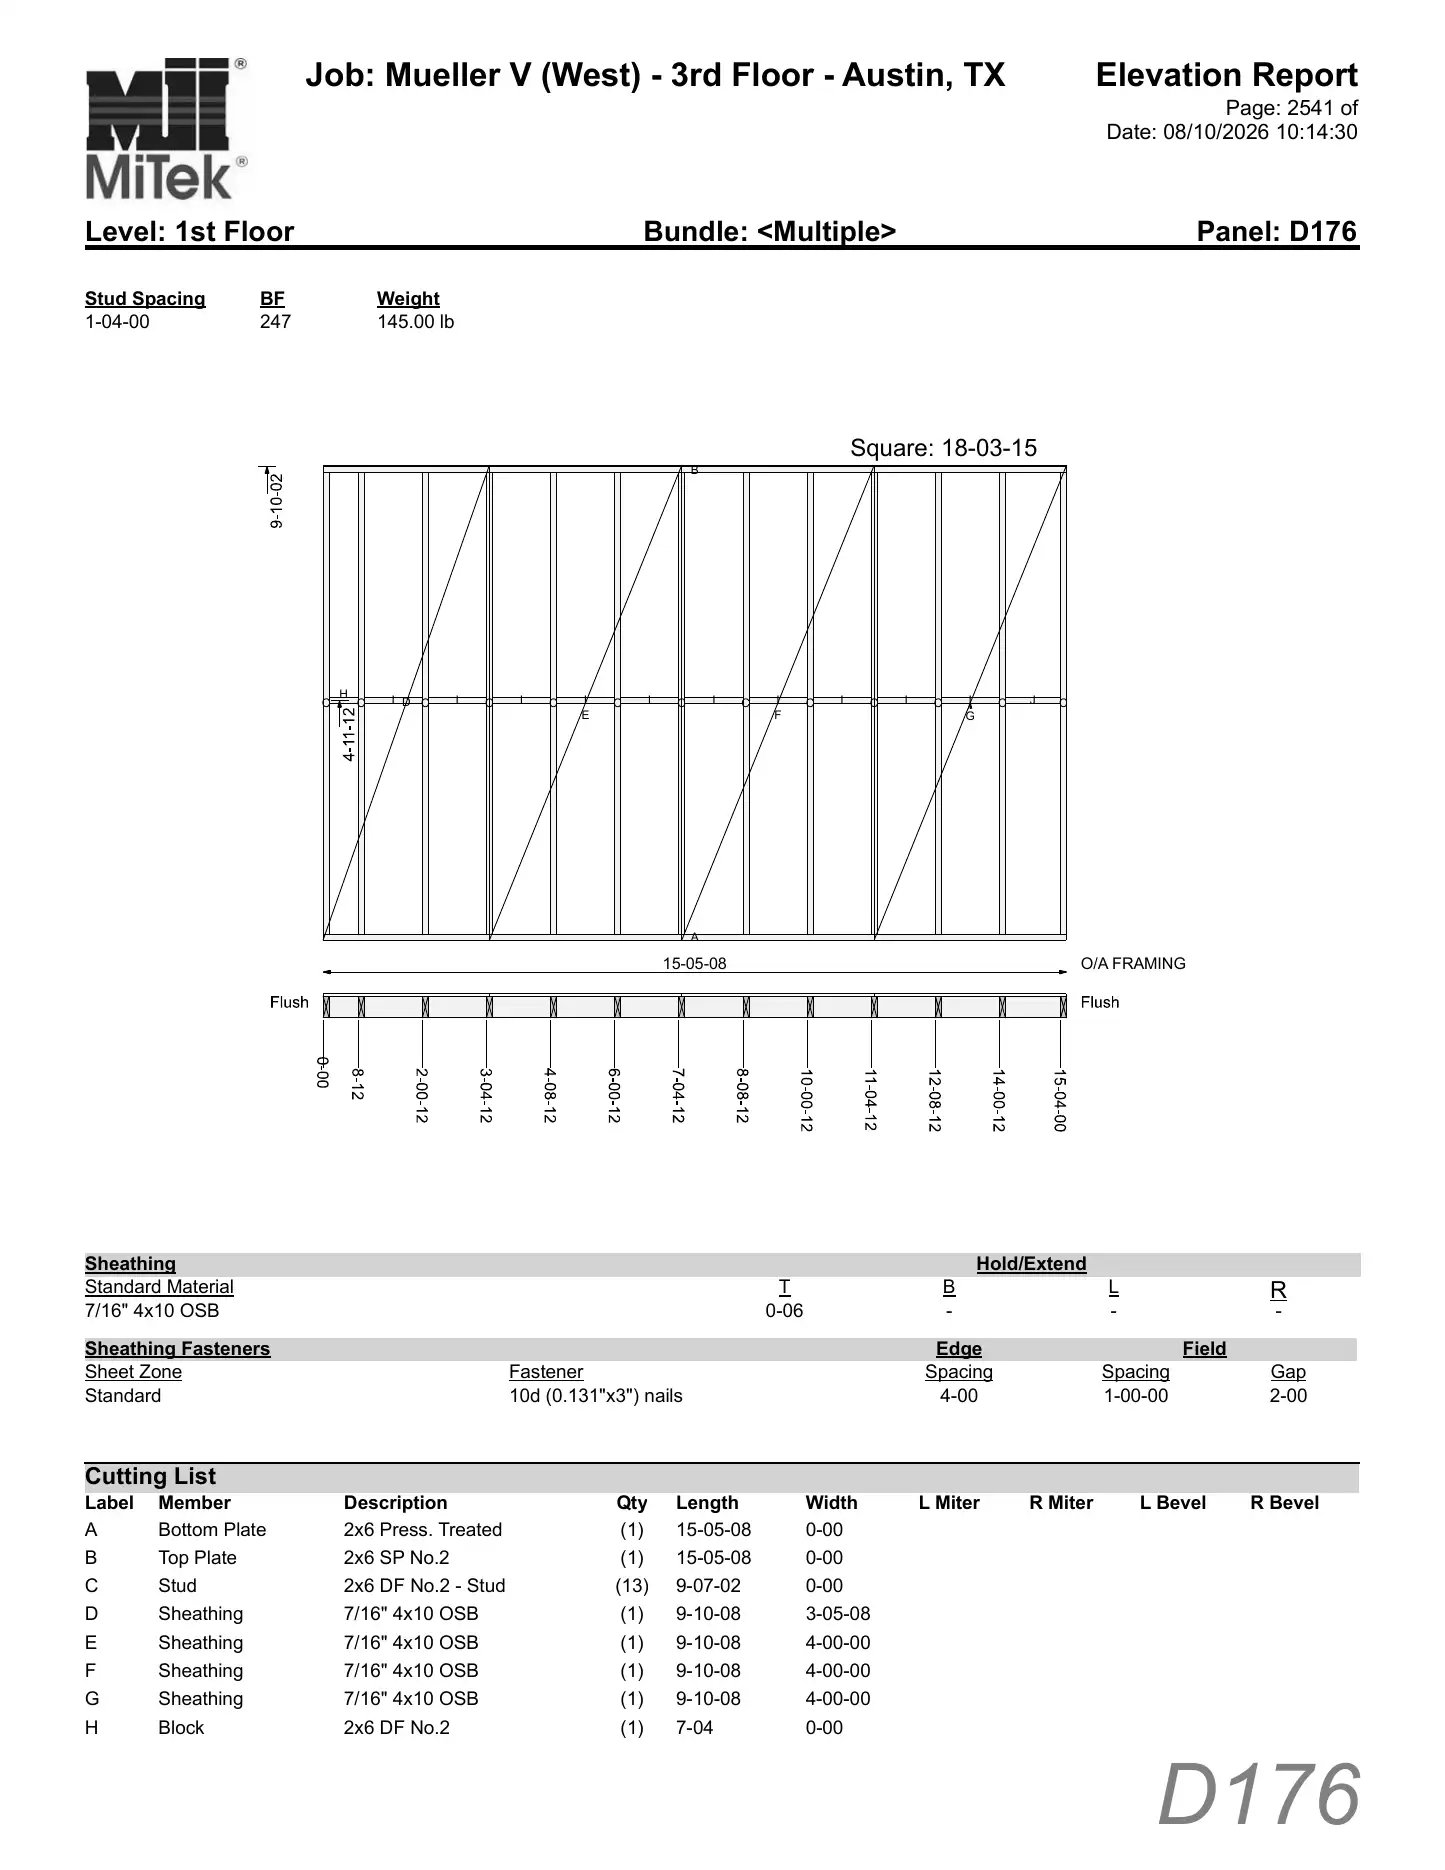 Job: Mueller V (West) - 3rd Floor - Austin, TX
Elevation Report
Page: 2541 of
Date: 08/10/2026 10:14:30
MiTek®
Level: 1st Floor Bundle: <Multiple> Panel: D176
Stud Spacing BF Weight
1-04-00 247 145.00 lb
Square: 18-03-15
B
9-10-02
H I D I I I I I I I I I I J
E F G
4-11-12
A
15-05-08 O/A FRAMING
Flush Flush
0-00 8-12 2-00-12 3-04-12 4-08-12 6-00-12 7-04-12 8-08-12 10-00-12 11-04-12 12-08-12 14-00-12 15-04-00
Sheathing Hold/Extend
Standard Material T B L R
7/16" 4x10 OSB 0-06 - - -
Sheathing Fasteners Edge Field
Sheet Zone Fastener Spacing Spacing Gap
Standard 10d (0.131"x3") nails 4-00 1-00-00 2-00
Cutting List
Label Member Description Qty Length Width L Miter R Miter L Bevel R Bevel
A Bottom Plate 2x6 Press. Treated (1) 15-05-08 0-00
B Top Plate 2x6 SP No.2 (1) 15-05-08 0-00
C Stud 2x6 DF No.2 - Stud (13) 9-07-02 0-00
D Sheathing 7/16" 4x10 OSB (1) 9-10-08 3-05-08
E Sheathing 7/16" 4x10 OSB (1) 9-10-08 4-00-00
F Sheathing 7/16" 4x10 OSB (1) 9-10-08 4-00-00
G Sheathing 7/16" 4x10 OSB (1) 9-10-08 4-00-00
H Block 2x6 DF No.2 (1) 7-04 0-00
D176